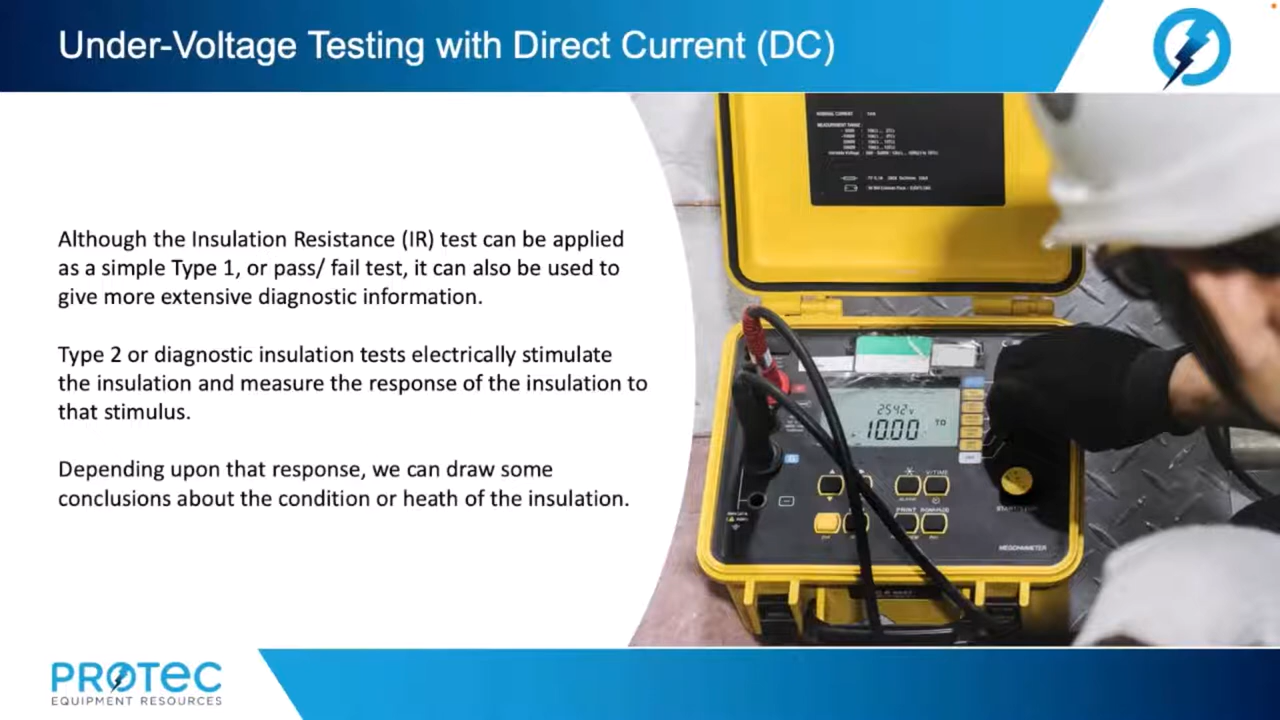 Under-Voltage Testing with Direct Current (DC)
Although the Insulation Resistance (IR) test can be applied
as a simple Type 1, or pass/ fail test, it can also be used to
give more extensive diagnostic information.
Type 2 or diagnostic insulation tests electrically stimulate
the insulation and measure the response of the insulation to
that stimulus.
Depending upon that response, we can draw some
conclusions about the condition or heath of the insulation.
2542v
10.00 TΩ
V/TIME
ALARM
PRINT
MEGOHMMETER
PROTEC
EQUIPMENT RESOURCES